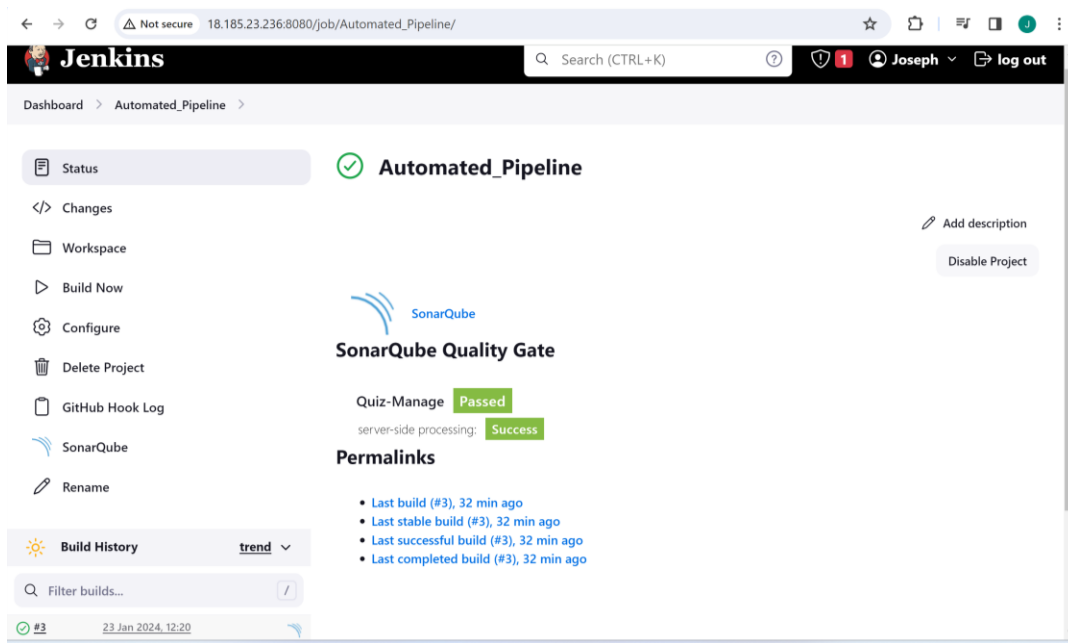 Not secure 18.185.23.236:8080/job/Automated_Pipeline/
J
Jenkins
Search (CTRL+K)
?
1
Joseph
log out
Dashboard > Automated_Pipeline >
Status
</> Changes
Workspace
Build Now
Configure
Delete Project
GitHub Hook Log
SonarQube
Rename
Build History trend
Filter builds... /
#3 23 Jan 2024, 12:20
Automated_Pipeline
Add description
Disable Project
SonarQube
SonarQube Quality Gate
Quiz-Manage Passed
server-side processing: Success
Permalinks
• Last build (#3), 32 min ago
• Last stable build (#3), 32 min ago
• Last successful build (#3), 32 min ago
• Last completed build (#3), 32 min ago